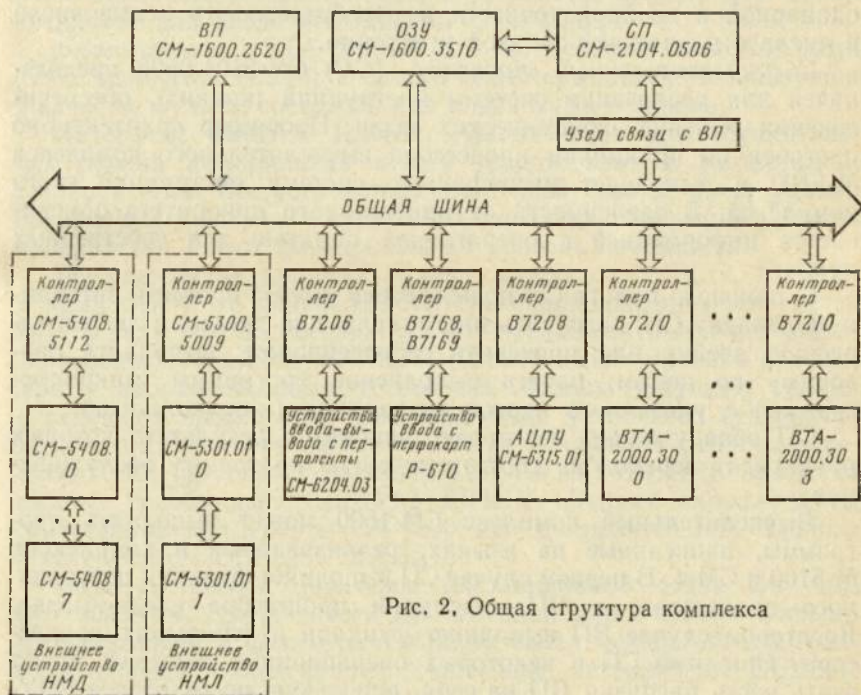 ВП
СМ-1600.2620
ОЗУ
СМ-1600.3510
СП
СМ-2104.0506
Узел связи с ВП
ОБЩАЯ ШИНА
Контрол-
лер
СМ-5408.
5112
Контрол-
лер
СМ-5300.
5009
Контрол-
лер
В7206
Контрол-
лер
В7168,
В7169
Контрол-
лер
В7208
Контрол-
лер
В7210
Контрол-
лер
В7210
СМ-5408.
0
СМ-5301.01
0
Устройство
ввода-вы-
вода с пер-
фоленты
СМ-6204.03
Устройство
ввода с
перфокарт
Р-610
АЦПУ
СМ-6315.01
ВТА-
2000.30
0
ВТА-
2000.30
3
СМ-5408
7
СМ-5301.01
1
Внешнее
устройство
НМД
Внешнее
устройство
НМЛ
Рис. 2. Общая структура комплекса